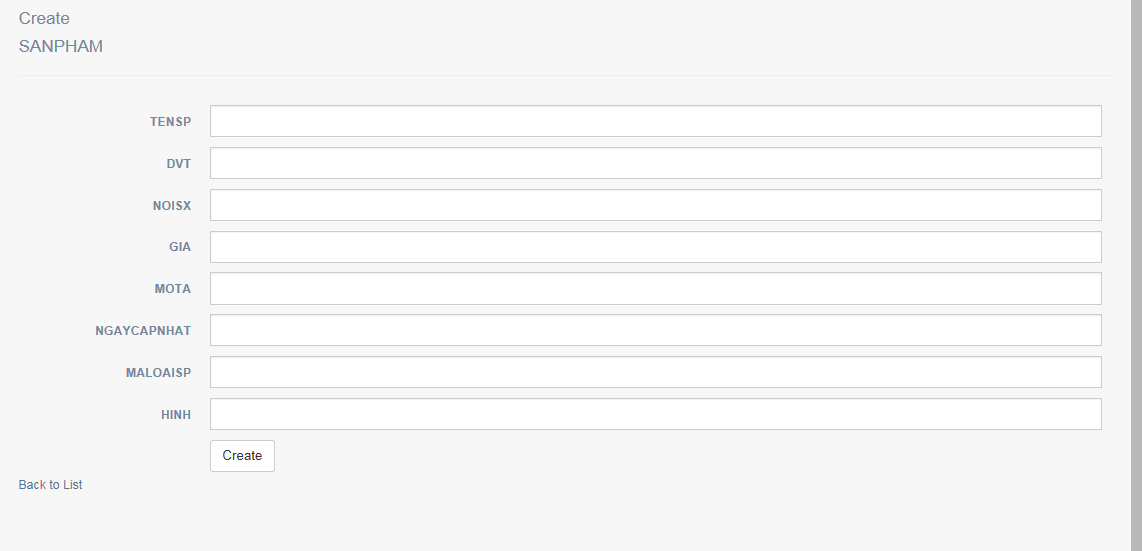 Create
SANPHAM
TENSP
DVT
NOISX
GIA
MOTA
NGAYCAPNHAT
MALOAISP
HINH
Create
Back to List